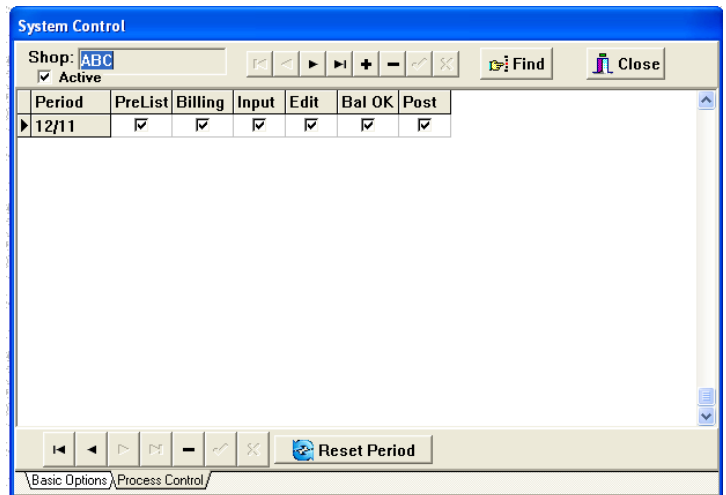 System Control
Shop: ABC
Active
Find
Close
Period PreList Billing Input Edit Bal OK Post
12/11
Reset Period
Basic Options Process Control